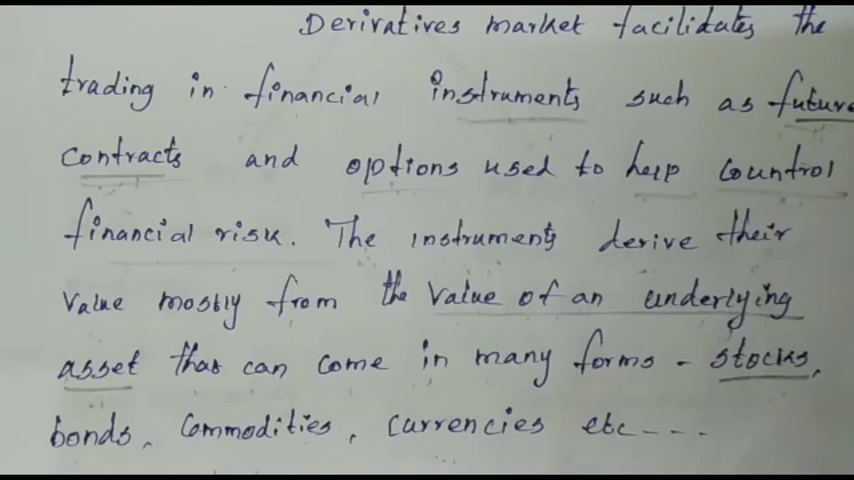 Derivatives market facilidates the
trading in financial instruments such as future
contracts and options used to help countrol
financial risk. The instruments derive their
value mostly from the value of an underlying
asset that can come in many forms - stocks,
bonds, commodities, currencies etc----